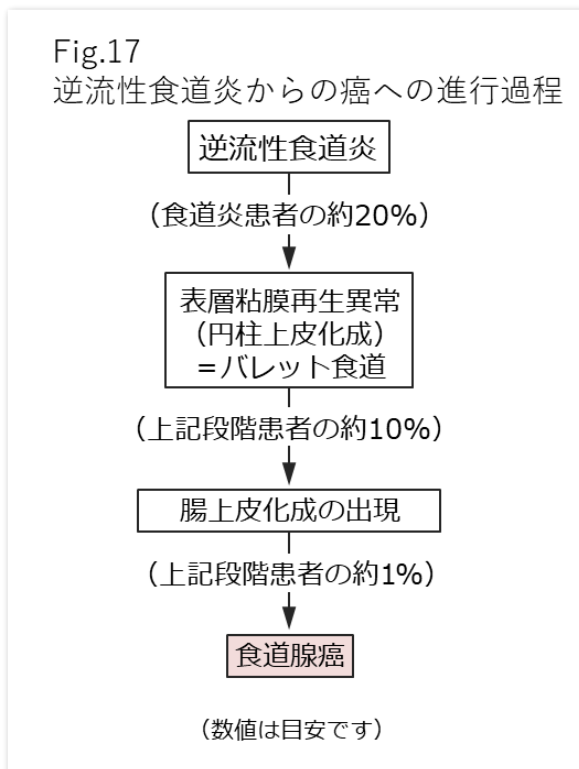 Fig.17
逆流性食道炎からの癌への進行過程
逆流性食道炎
（食道炎患者の約20%）
表層粘膜再生異常
（円柱上皮化成）
＝バレット食道
（上記段階患者の約10%）
腸上皮化成の出現
（上記段階患者の約1%）
食道腺癌
（数値は目安です）